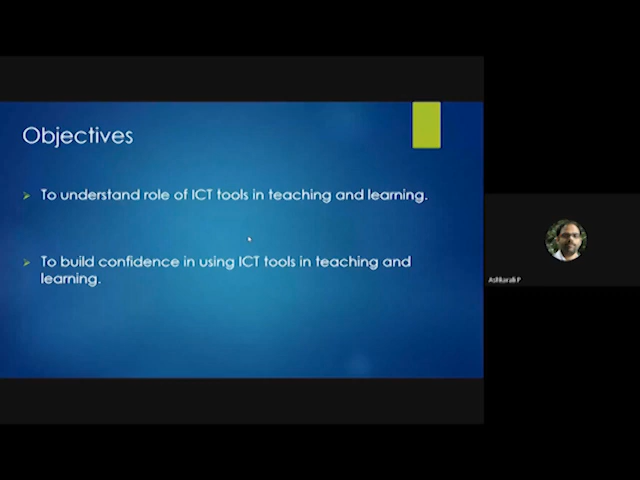 Objectives
To understand role of ICT tools in teaching and learning.
To build confidence in using ICT tools in teaching and
learning.
Ashkarali P